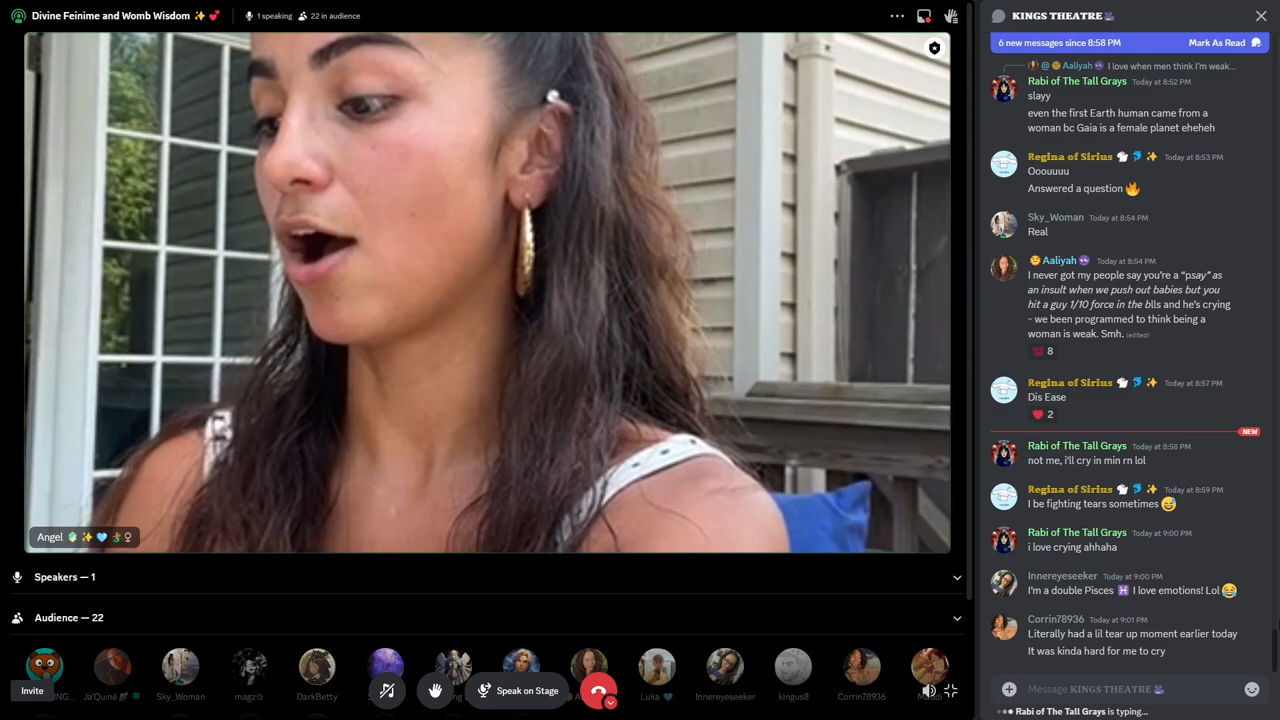 Divine Feinime and Womb Wisdom ✨ 💕
1 speaking
22 in audience
Angel
Speakers — 1
Audience — 22
Ja'Quiné
Sky_Woman
magz☆
DarkBetty
Luka 💙
Innereyeseeker
kingus8
Corrin78936
Invite
Speak on Stage
KINGS THEATRE
6 new messages since 8:58 PM
Mark As Read
@ Aaliyah I love when men think I'm weak...
Rabi of The Tall Grays Today at 8:52 PM
slayy
even the first Earth human came from a
woman bc Gaia is a female planet eheheh
Regina of Sirius Today at 8:53 PM
Ooouuuu
Answered a question 🔥
Sky_Woman Today at 8:54 PM
Real
Aaliyah Today at 8:54 PM
I never got my people say you're a "psay" as
an insult when we push out babies but you
hit a guy 1/10 force in the blls and he's crying
- we been programmed to think being a
woman is weak. Smh. (edited)
8
Regina of Sirius Today at 8:57 PM
Dis Ease
❤️ 2
NEW
Rabi of The Tall Grays Today at 8:58 PM
not me, i'll cry in min rn lol
Regina of Sirius Today at 8:59 PM
I be fighting tears sometimes 😅
Rabi of The Tall Grays Today at 9:00 PM
i love crying ahhaha
Innereyeseeker Today at 9:00 PM
I'm a double Pisces ♓ I love emotions! Lol 😂
Corrin78936 Today at 9:01 PM
Literally had a lil tear up moment earlier today
It was kinda hard for me to cry
Message KINGS THEATRE
Rabi of The Tall Grays is typing...